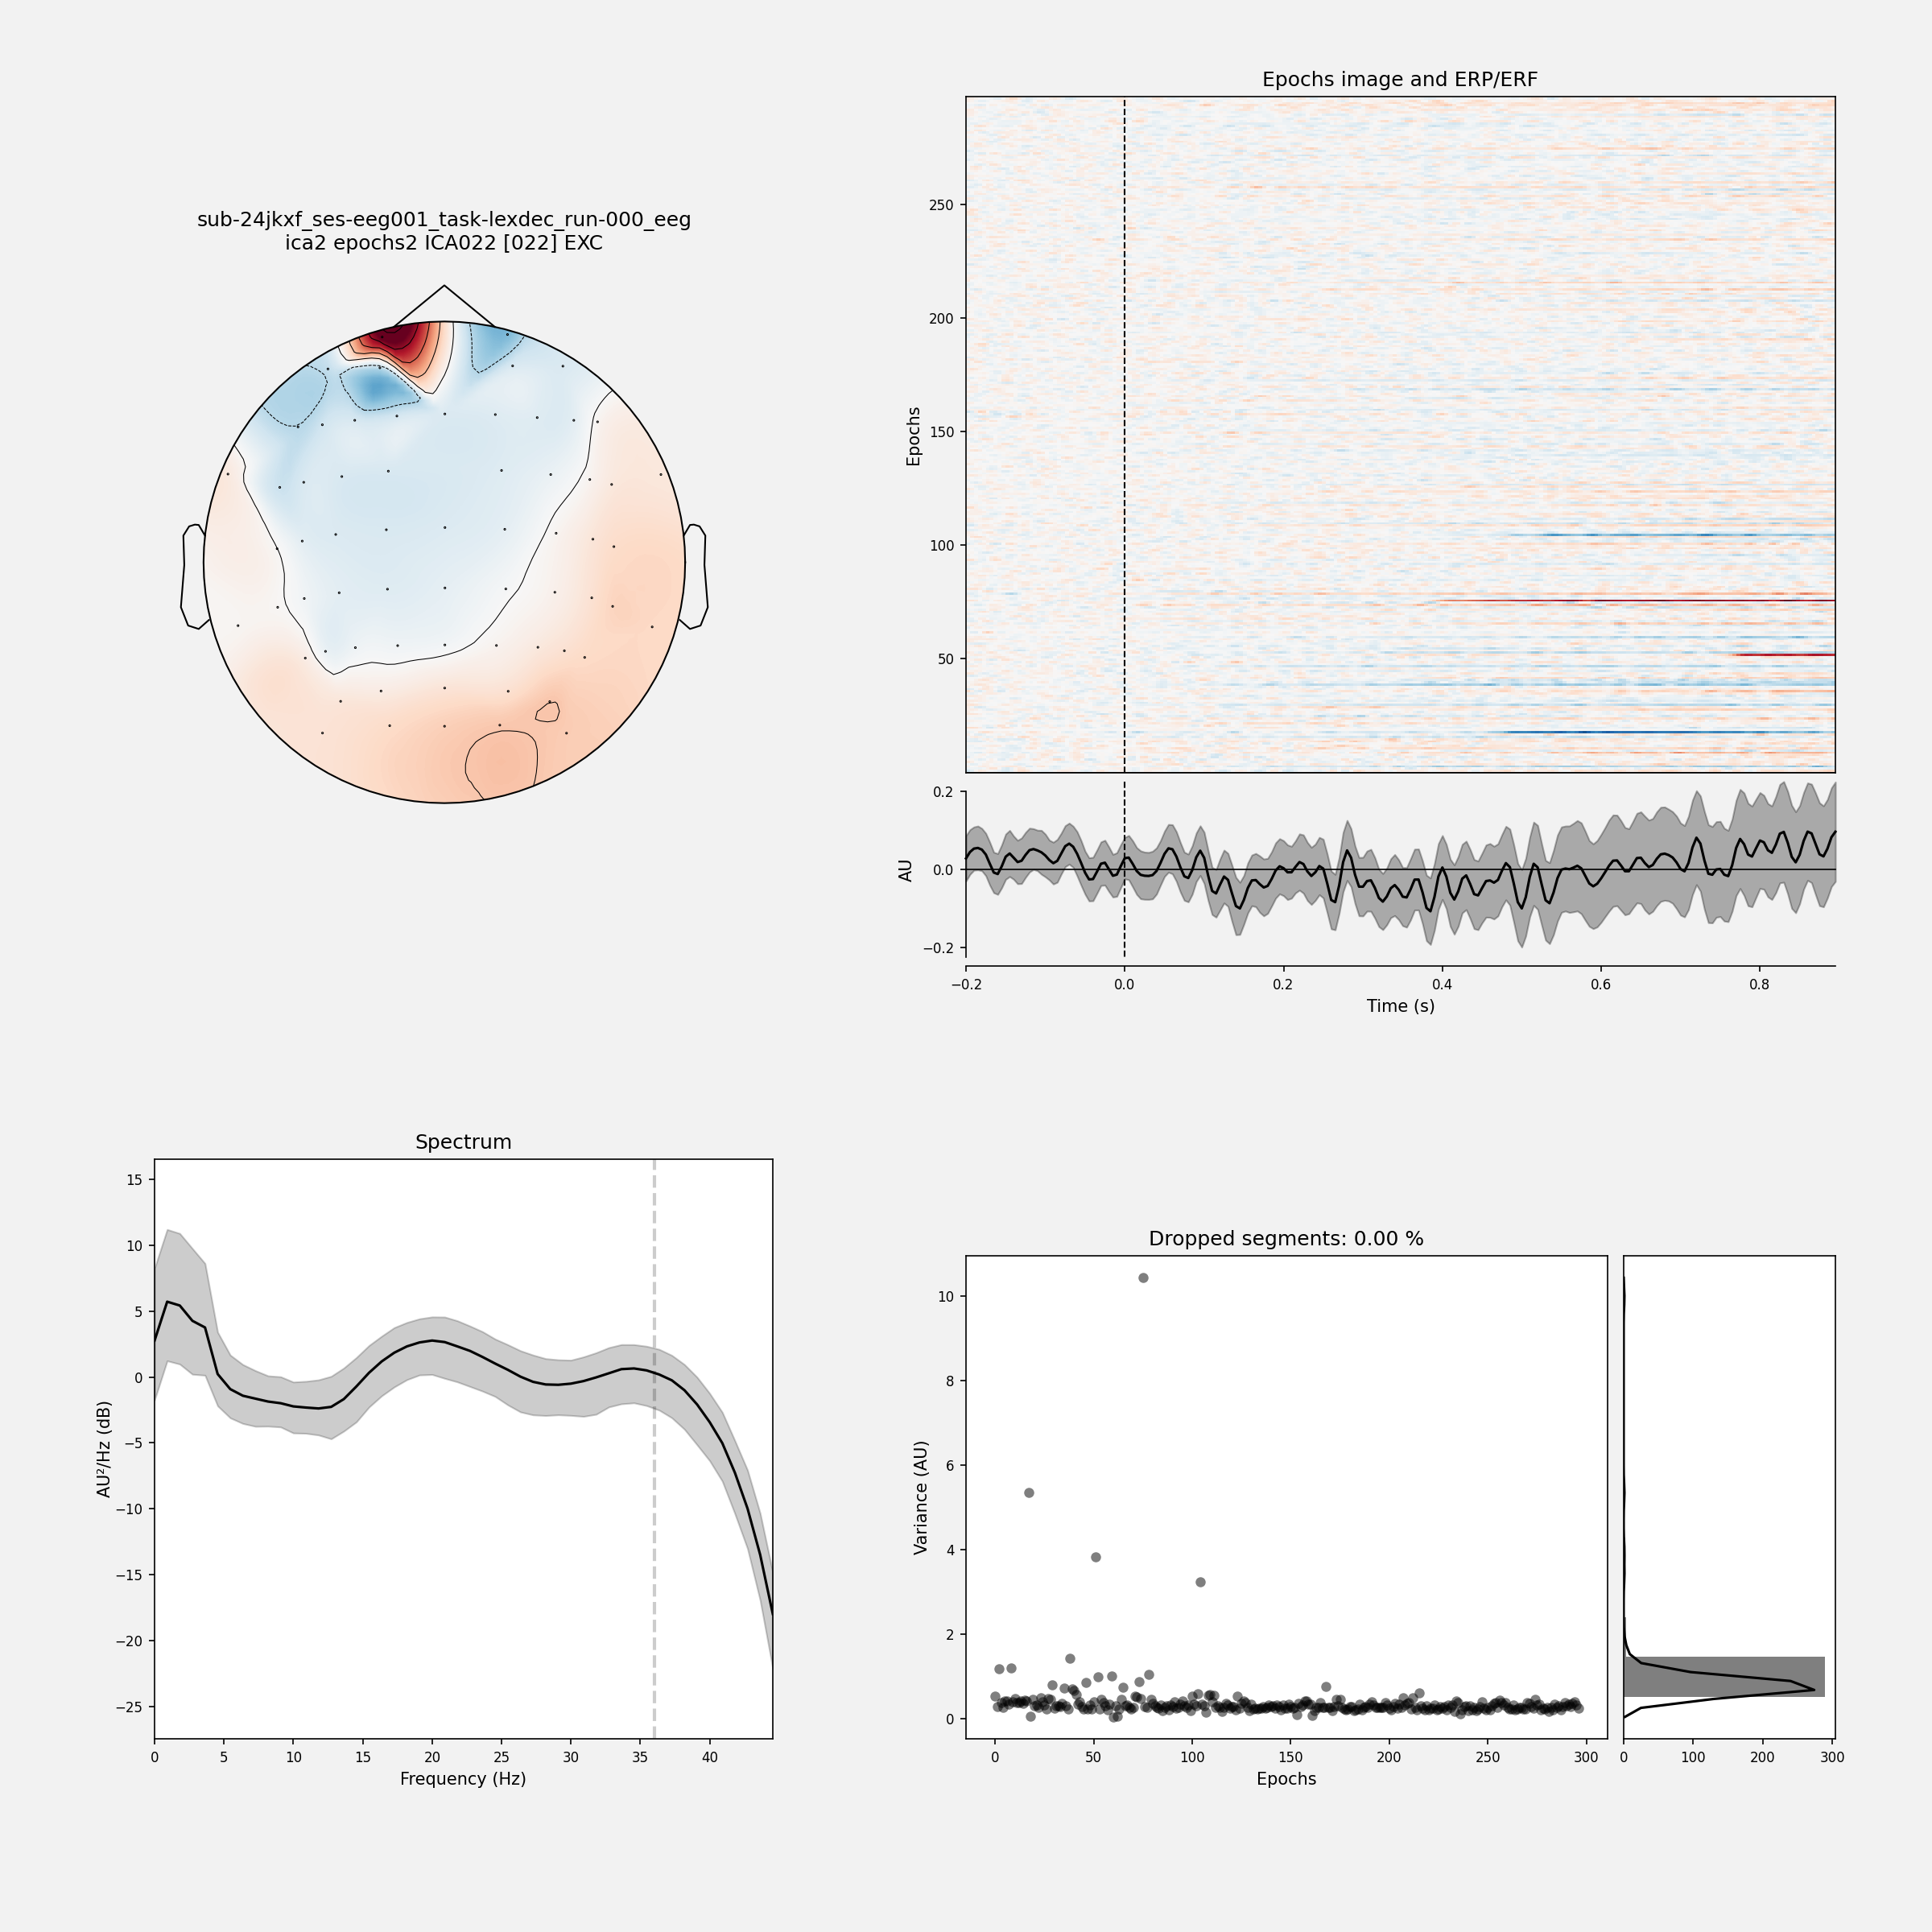 sub-24jkxf_ses-eeg001_task-lexdec_run-000_eeg
ica2 epochs2 ICA022 [022] EXC
Epochs image and ERP/ERF
Epochs
250
200
150
100
50
AU
0.2
0.0
−0.2
−0.2 0.0 0.2 0.4 0.6 0.8
Time (s)
Spectrum
AU²/Hz (dB)
15
10
5
0
−5
−10
−15
−20
−25
0 5 10 15 20 25 30 35 40
Frequency (Hz)
Dropped segments: 0.00 %
Variance (AU)
10
8
6
4
2
0
0 50 100 150 200 250 300
Epochs
0 100 200 300